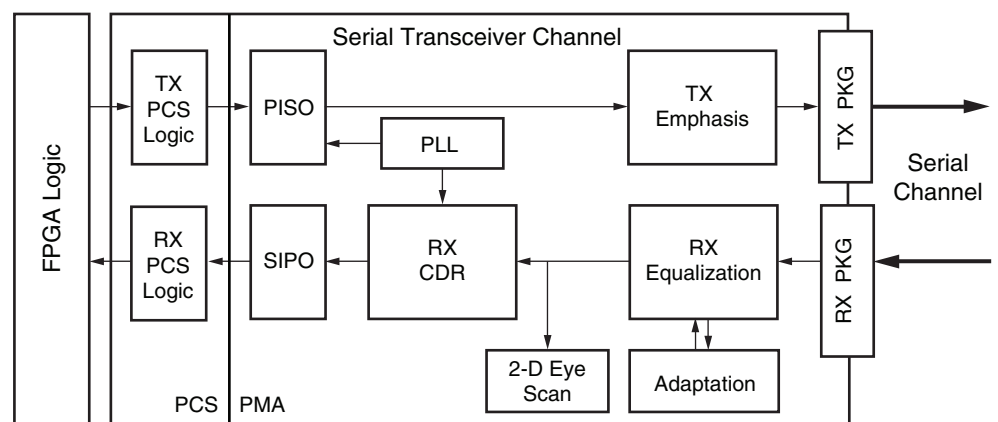 Serial Transceiver Channel
FPGA Logic
TX
PCS
Logic
PISO
PLL
TX
Emphasis
TX PKG
Serial
Channel
RX
PCS
Logic
SIPO
RX
CDR
RX
Equalization
RX PKG
2-D Eye
Scan
Adaptation
PCS
PMA